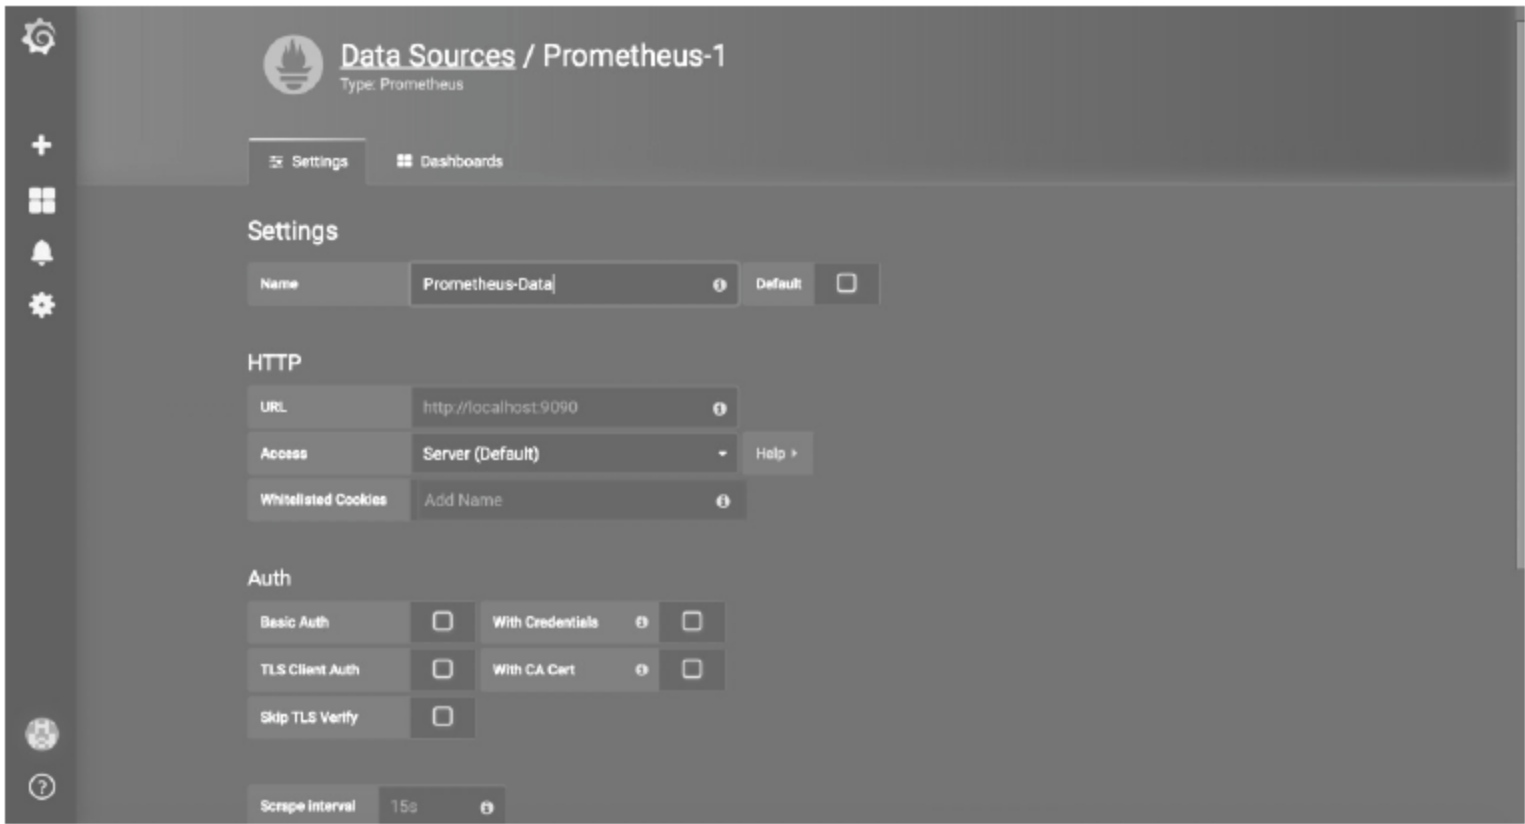 Data Sources / Prometheus-1
Type: Prometheus
Settings Dashboards
Settings
Name Prometheus-Data Default
HTTP
URL http://localhost:9090
Access Server (Default) Help
Whitelisted Cookies Add Name
Auth
Basic Auth With Credentials
TLS Client Auth With CA Cert
Skip TLS Verify
Scrape interval 15s